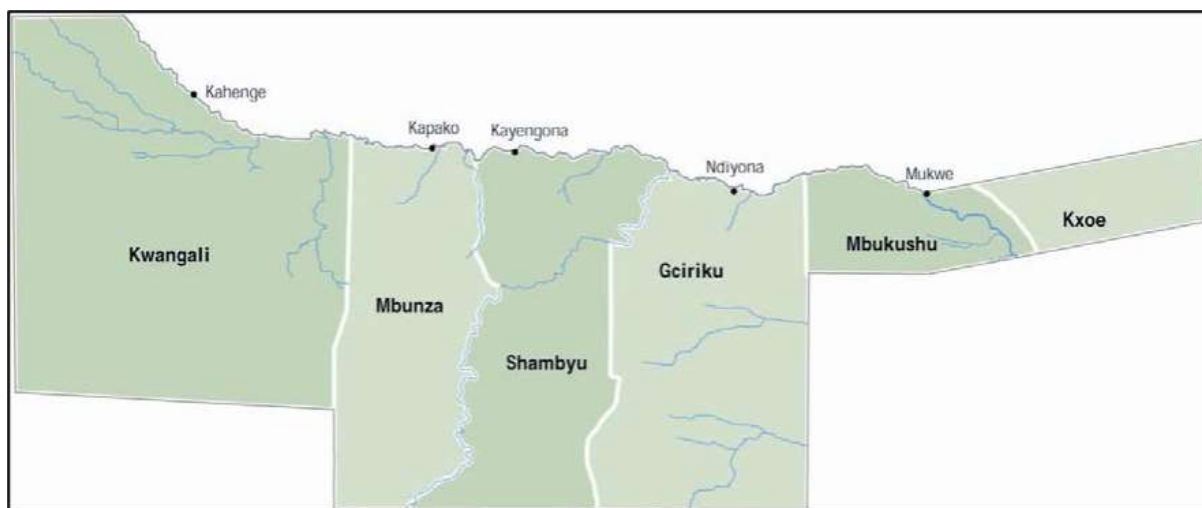 Kahenge
Kapako
Kayengona
Ndiyona
Mukwe
Kwangali
Mbunza
Shambyu
Gciriku
Mbukushu
Kxoe